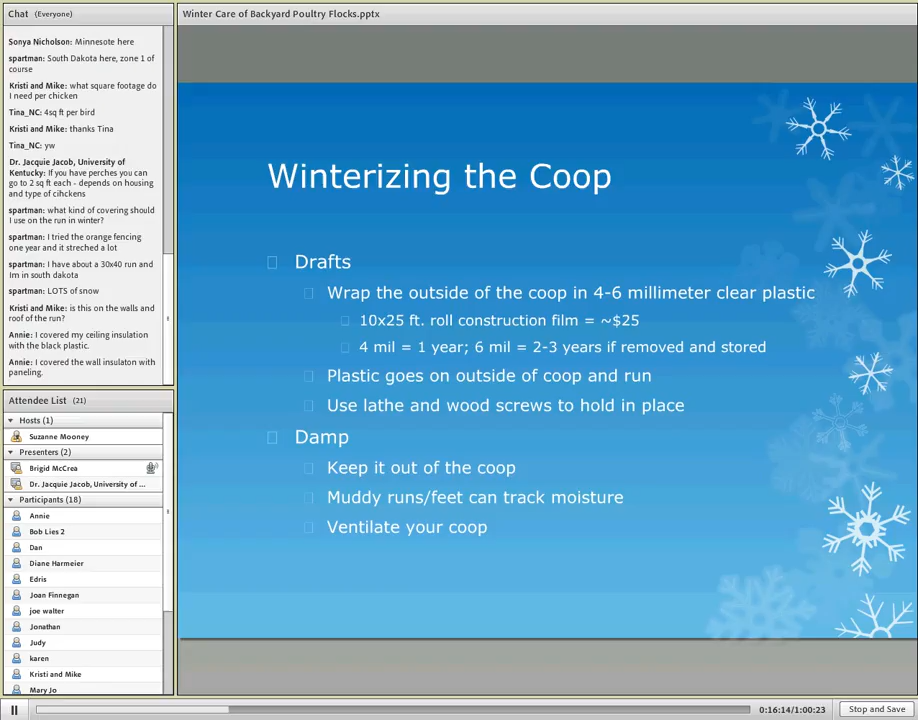 Chat (Everyone)
Sonya Nicholson: Minnesote here
spartman: South Dakota here, zone 1 of
course
Kristi and Mike: what square footage do
I need per chicken
Tina_NC: 4sq ft per bird
Kristi and Mike: thanks Tina
Tina_NC: yw
Dr. Jacquie Jacob, University of
Kentucky: If you have perches you can
go to 2 sq ft each - depends on housing
and type of cihckens
spartman: what kind of covering should
I use on the run in winter?
spartman: I tried the orange fencing
one year and it streched a lot
spartman: I have about a 30x40 run and
Im in south dakota
spartman: LOTS of snow
Kristi and Mike: is this on the walls and
roof of the run?
Annie: I covered my ceiling insulation
with the black plastic.
Annie: I covered the wall insulaton with
paneling.
Attendee List (21)
Hosts (1)
Suzanne Mooney
Presenters (2)
Brigid McCrea
Dr. Jacquie Jacob, University of ...
Participants (18)
Annie
Bob Lies 2
Dan
Diane Harmeier
Edris
Joan Finnegan
joe walter
Jonathan
Judy
karen
Kristi and Mike
Mary Jo
Winter Care of Backyard Poultry Flocks.pptx
Winterizing the Coop
Drafts
Wrap the outside of the coop in 4-6 millimeter clear plastic
10x25 ft. roll construction film = ~$25
4 mil = 1 year; 6 mil = 2-3 years if removed and stored
Plastic goes on outside of coop and run
Use lathe and wood screws to hold in place
Damp
Keep it out of the coop
Muddy runs/feet can track moisture
Ventilate your coop
0:16:14/1:00:23
Stop and Save